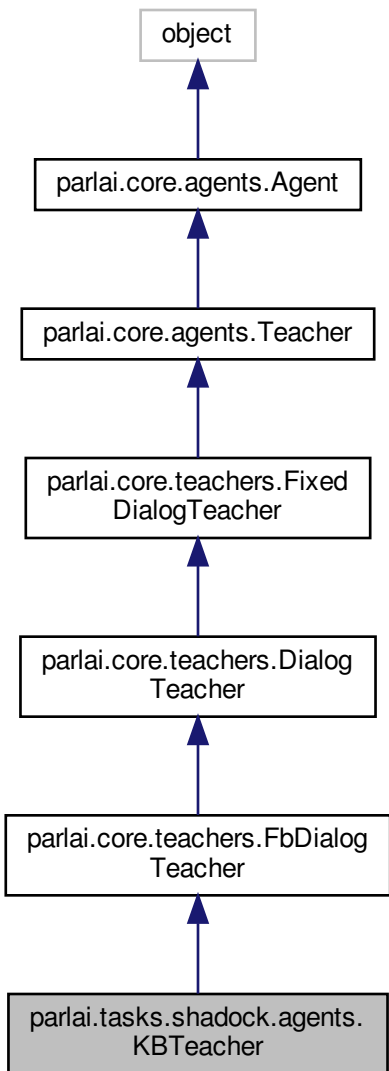 object
parlai.core.agents.Agent
parlai.core.agents.Teacher
parlai.core.teachers.Fixed
DialogTeacher
parlai.core.teachers.Dialog
Teacher
parlai.core.teachers.FbDialog
Teacher
parlai.tasks.shadock.agents.
KBTeacher